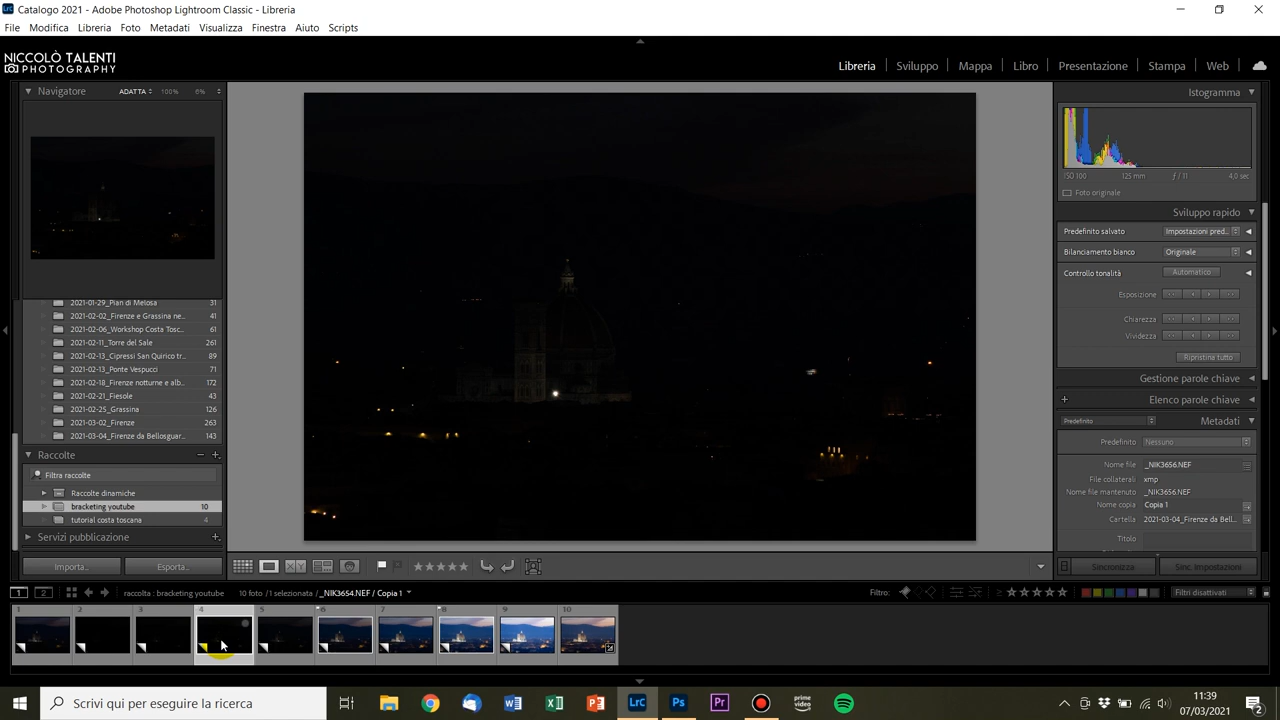 Catalogo 2021 - Adobe Photoshop Lightroom Classic - Libreria
File Modifica Libreria Foto Metadati Visualizza Finestra Aiuto Scripts
NICCOLÒ TALENTI
PHOTOGRAPHY
Libreria Sviluppo Mappa Libro Presentazione Stampa Web
Navigatore ADATTA 100% 6%
2021-01-29_Pian di Melosa 31
2021-02-02_Firenze e Grassina ne... 41
2021-02-06_Workshop Costa Tosc... 61
2021-02-11_Torre del Sale 261
2021-02-13_Cipressi San Quirico tr... 89
2021-02-13_Ponte Vespucci 71
2021-02-18_Firenze notturne e alb... 172
2021-02-21_Fiesole 43
2021-02-25_Grassina 126
2021-03-02_Firenze 263
2021-03-04_Firenze da Bellosguar... 143
Raccolte
Filtra raccolte
Raccolte dinamiche
bracketing youtube 10
tutorial costa toscana 4
Servizi pubblicazione
Importa... Esporta...
Istogramma
ISO 100 125 mm ƒ / 11 4,0 sec
Foto originale
Sviluppo rapido
Predefinito salvato Impostazioni pred...
Bilanciamento bianco Originale
Controllo tonalità Automatico
Esposizione
Chiarezza
Vividezza
Ripristina tutto
Gestione parole chiave
Elenco parole chiave
Predefinito Metadati
Predefinito Nessuno
Nome file _NIK3656.NEF
File collaterali xmp
Nome file mantenuto _NIK3656.NEF
Nome copia Copia 1
Cartella 2021-03-04_Firenze da Bell...
Titolo
Sincronizza Sinc. impostazioni
1 2 raccolta : bracketing youtube 10 foto /1 selezionata /_NIK3654.NEF / Copia 1 Filtro: Filtri disattivati
1 2 3 4 5 6 7 8 9 10
Scrivi qui per eseguire la ricerca
LrC Ps Pr prime video
11:39
07/03/2021
2